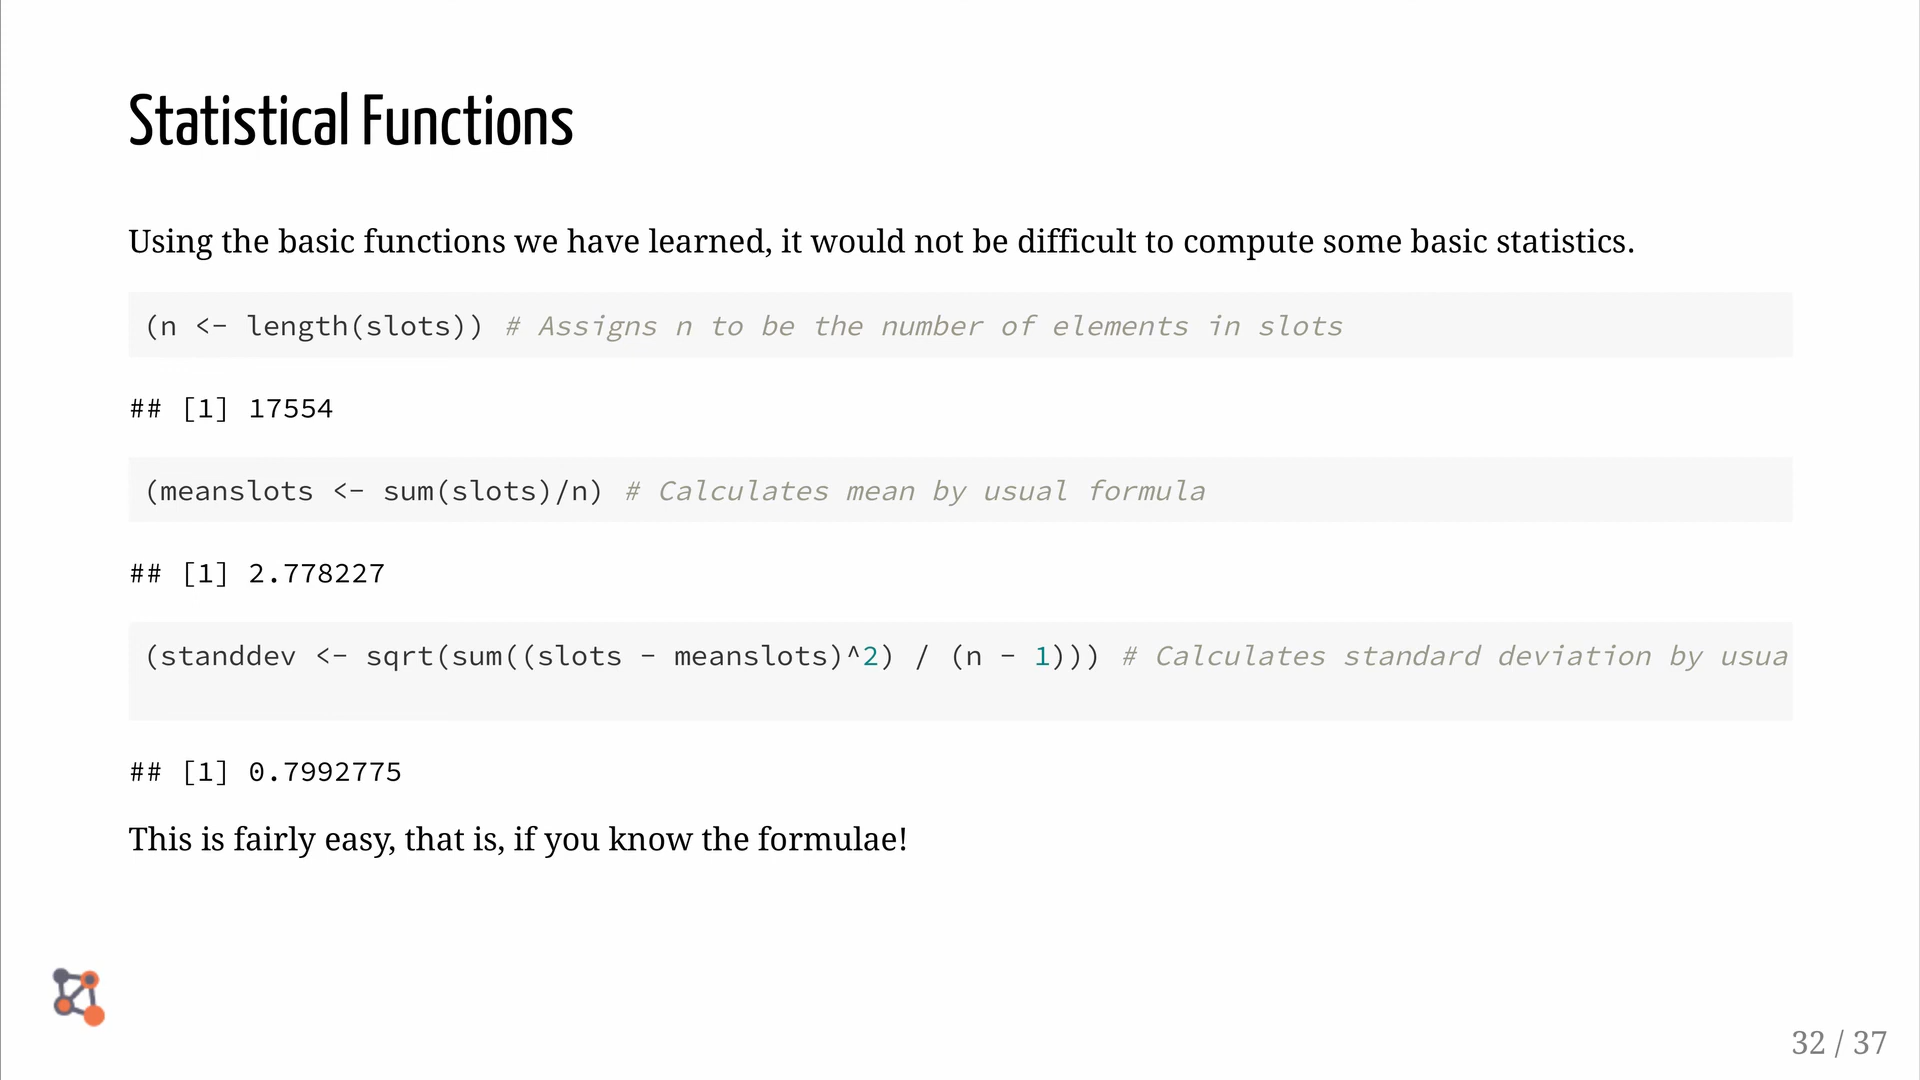 Statistical Functions
Using the basic functions we have learned, it would not be difficult to compute some basic statistics.
(n <- length(slots)) # Assigns n to be the number of elements in slots
## [1] 17554
(meanslots <- sum(slots)/n) # Calculates mean by usual formula
## [1] 2.778227
(standdev <- sqrt(sum((slots - meanslots)^2) / (n - 1))) # Calculates standard deviation by usua
## [1] 0.7992775
This is fairly easy, that is, if you know the formulae!
32 / 37